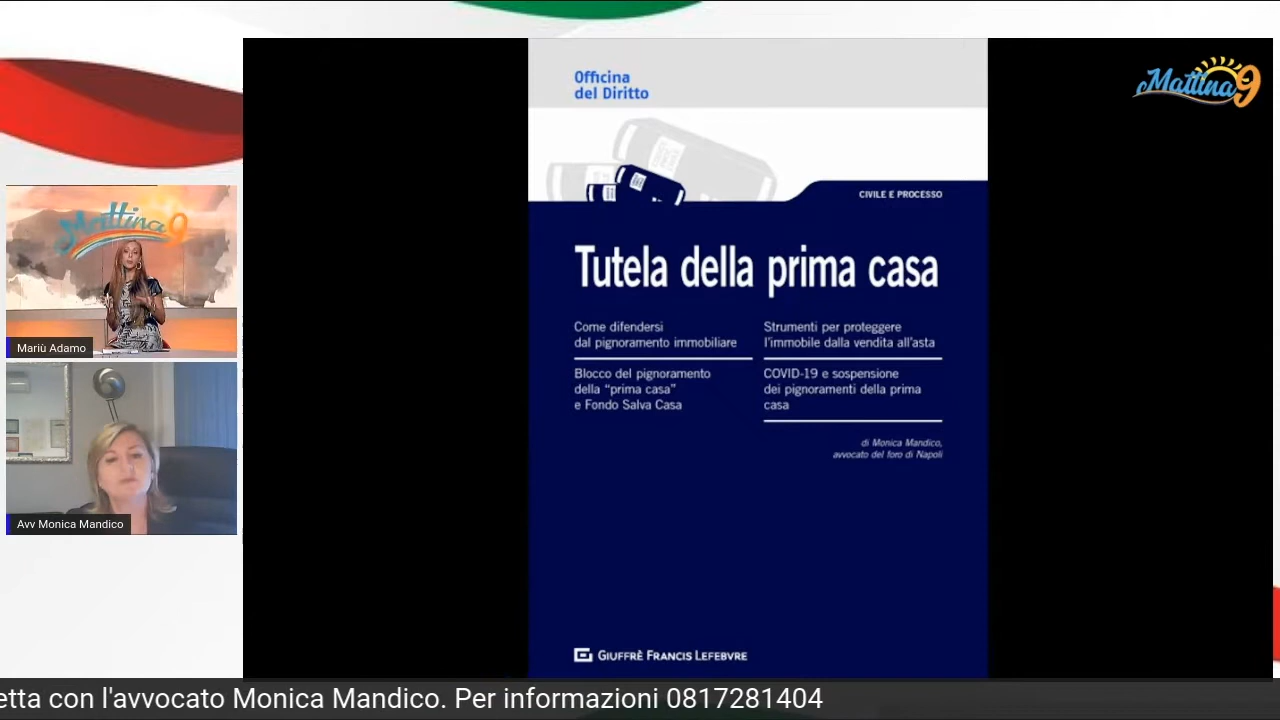 Officina
del Diritto
Mattina9
CIVILE E PROCESSO
Tutela della prima casa
Come difendersi
dal pignoramento immobiliare
Blocco del pignoramento
della “prima casa”
e Fondo Salva Casa
Strumenti per proteggere
l'immobile dalla vendita all'asta
COVID-19 e sospensione
dei pignoramenti della prima
casa
di Monica Mandico,
avvocato del foro di Napoli
GIUFFRÈ FRANCIS LEFEBVRE
Mattina9
Mariù Adamo
Avv Monica Mandico
etta con l'avvocato Monica Mandico. Per informazioni 0817281404